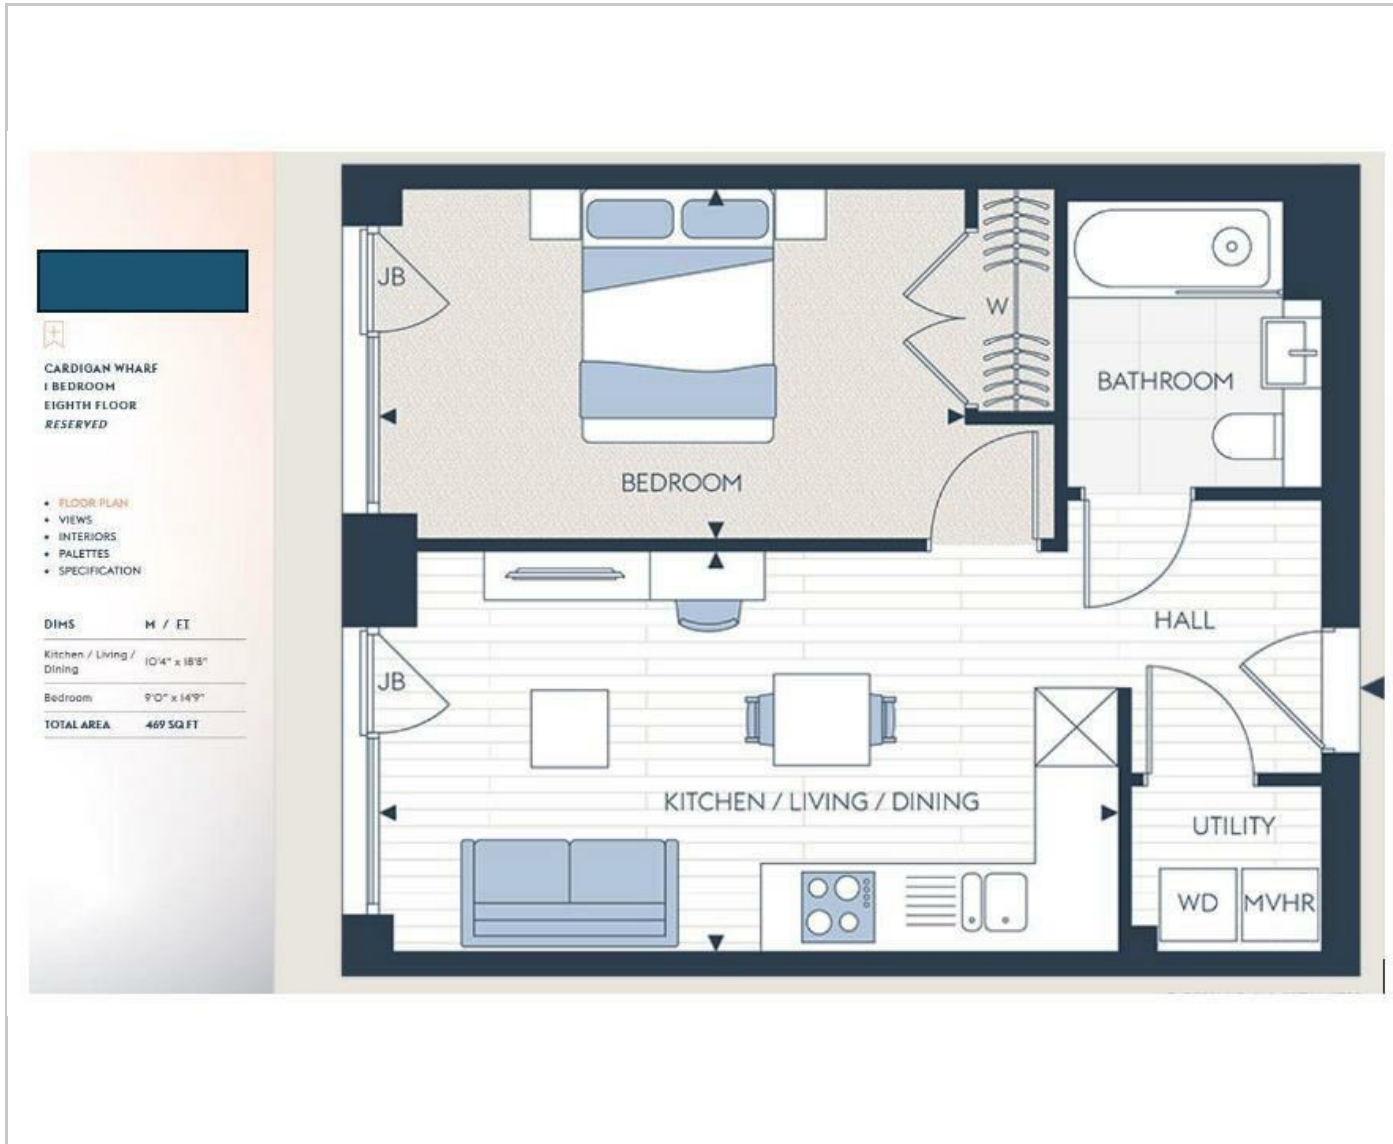 CARDIGAN WHARF
1 BEDROOM
EIGHTH FLOOR
RESERVED
• FLOOR PLAN
• VIEWS
• INTERIORS
• PALETTES
• SPECIFICATION
DIMS M / FT
Kitchen / Living /
Dining 10'4" x 18'8"
Bedroom 9'0" x 14'9"
TOTAL AREA 469 SQ FT
JB
W
BATHROOM
BEDROOM
HALL
JB
KITCHEN / LIVING / DINING
UTILITY
WD
MVHR